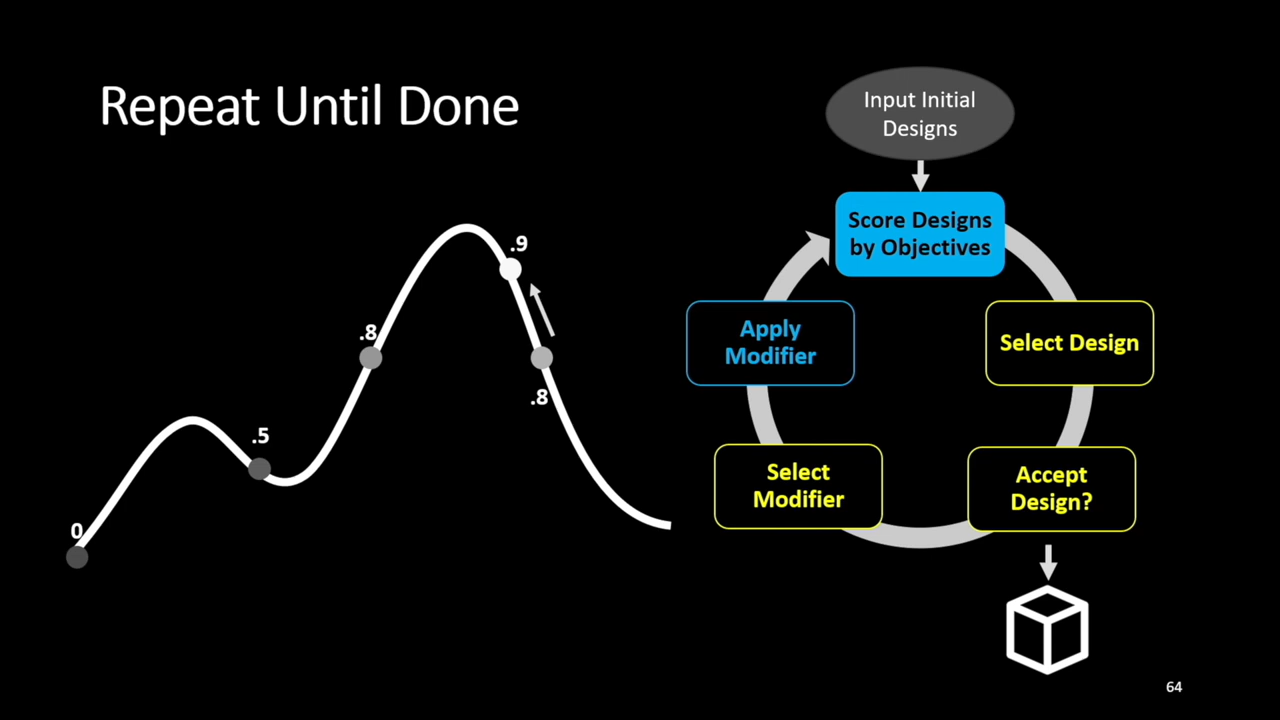 Repeat Until Done
0
.5
.8
.9
.8
Input Initial
Designs
Score Designs
by Objectives
Select Design
Accept
Design?
Select
Modifier
Apply
Modifier
64